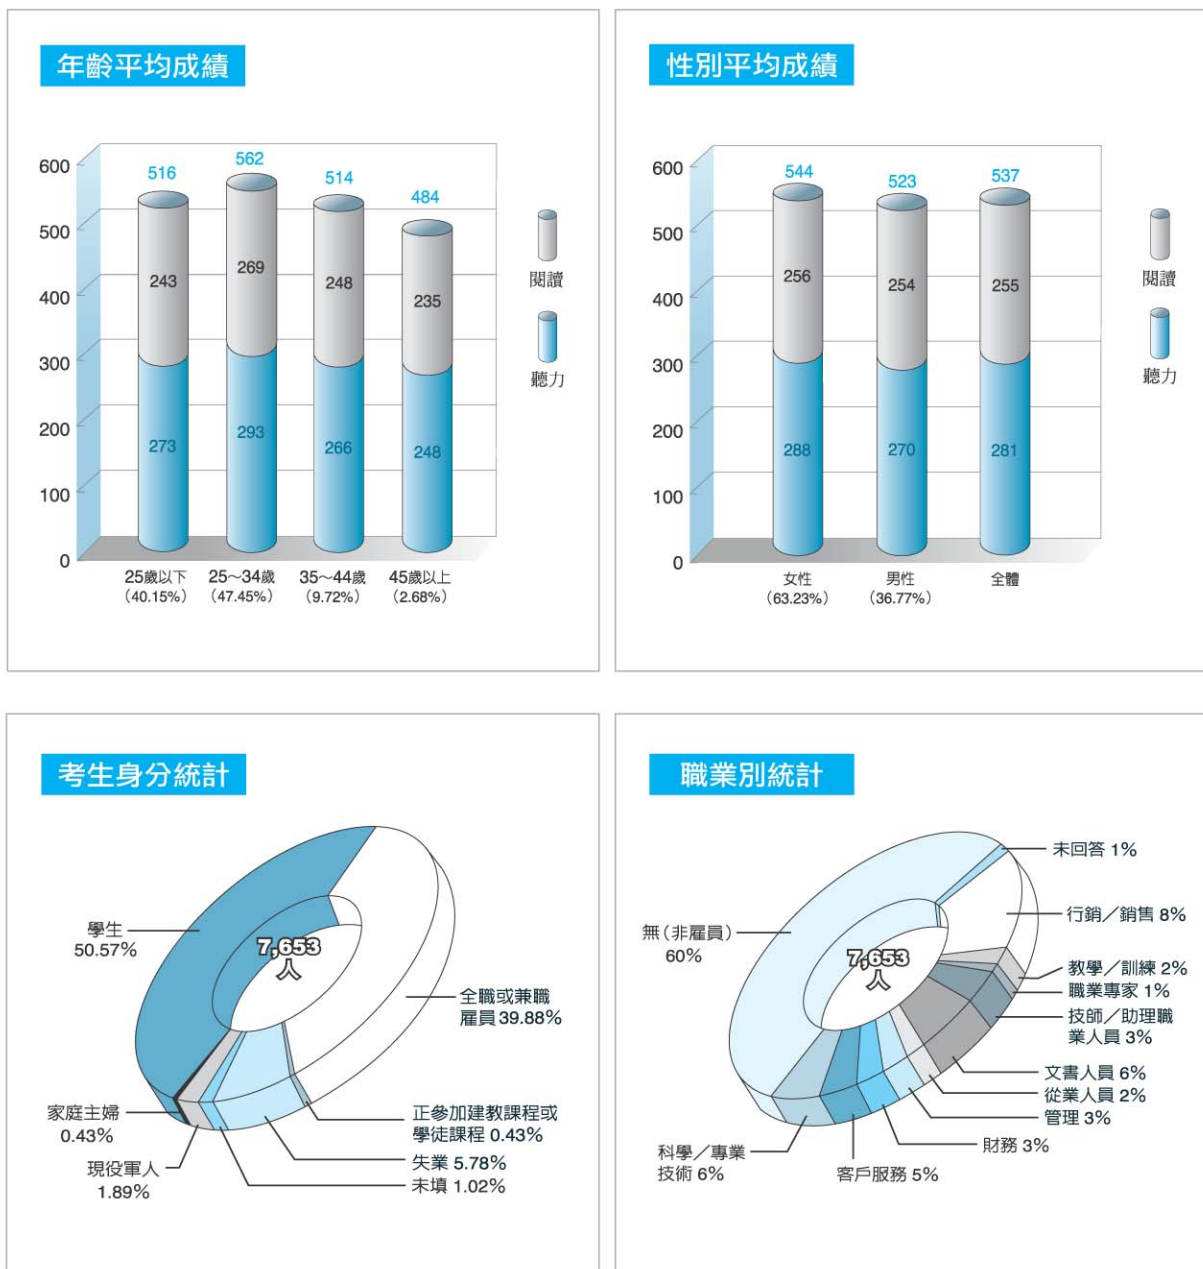 年齡平均成績
600
500
400
300
200
100
0
516
562
514
484
243
269
248
235
273
293
266
248
閱讀
聽力
25歲以下
(40.15%)
25~34歲
(47.45%)
35~44歲
(9.72%)
45歲以上
(2.68%)
性別平均成績
600
500
400
300
200
100
0
544
523
537
256
254
255
288
270
281
閱讀
聽力
女性
(63.23%)
男性
(36.77%)
全體
考生身分統計
學生
50.57%
7,653
人
全職或兼職
雇員 39.88%
家庭主婦
0.43%
正參加建教課程或
學徒課程 0.43%
現役軍人
1.89%
失業 5.78%
未填 1.02%
職業別統計
未回答 1%
行銷/銷售 8%
無(非雇員)
60%
7,653
人
教學/訓練 2%
職業專家 1%
技師/助理職
業人員 3%
文書人員 6%
從業人員 2%
管理 3%
財務 3%
科學/專業
技術 6%
客戶服務 5%